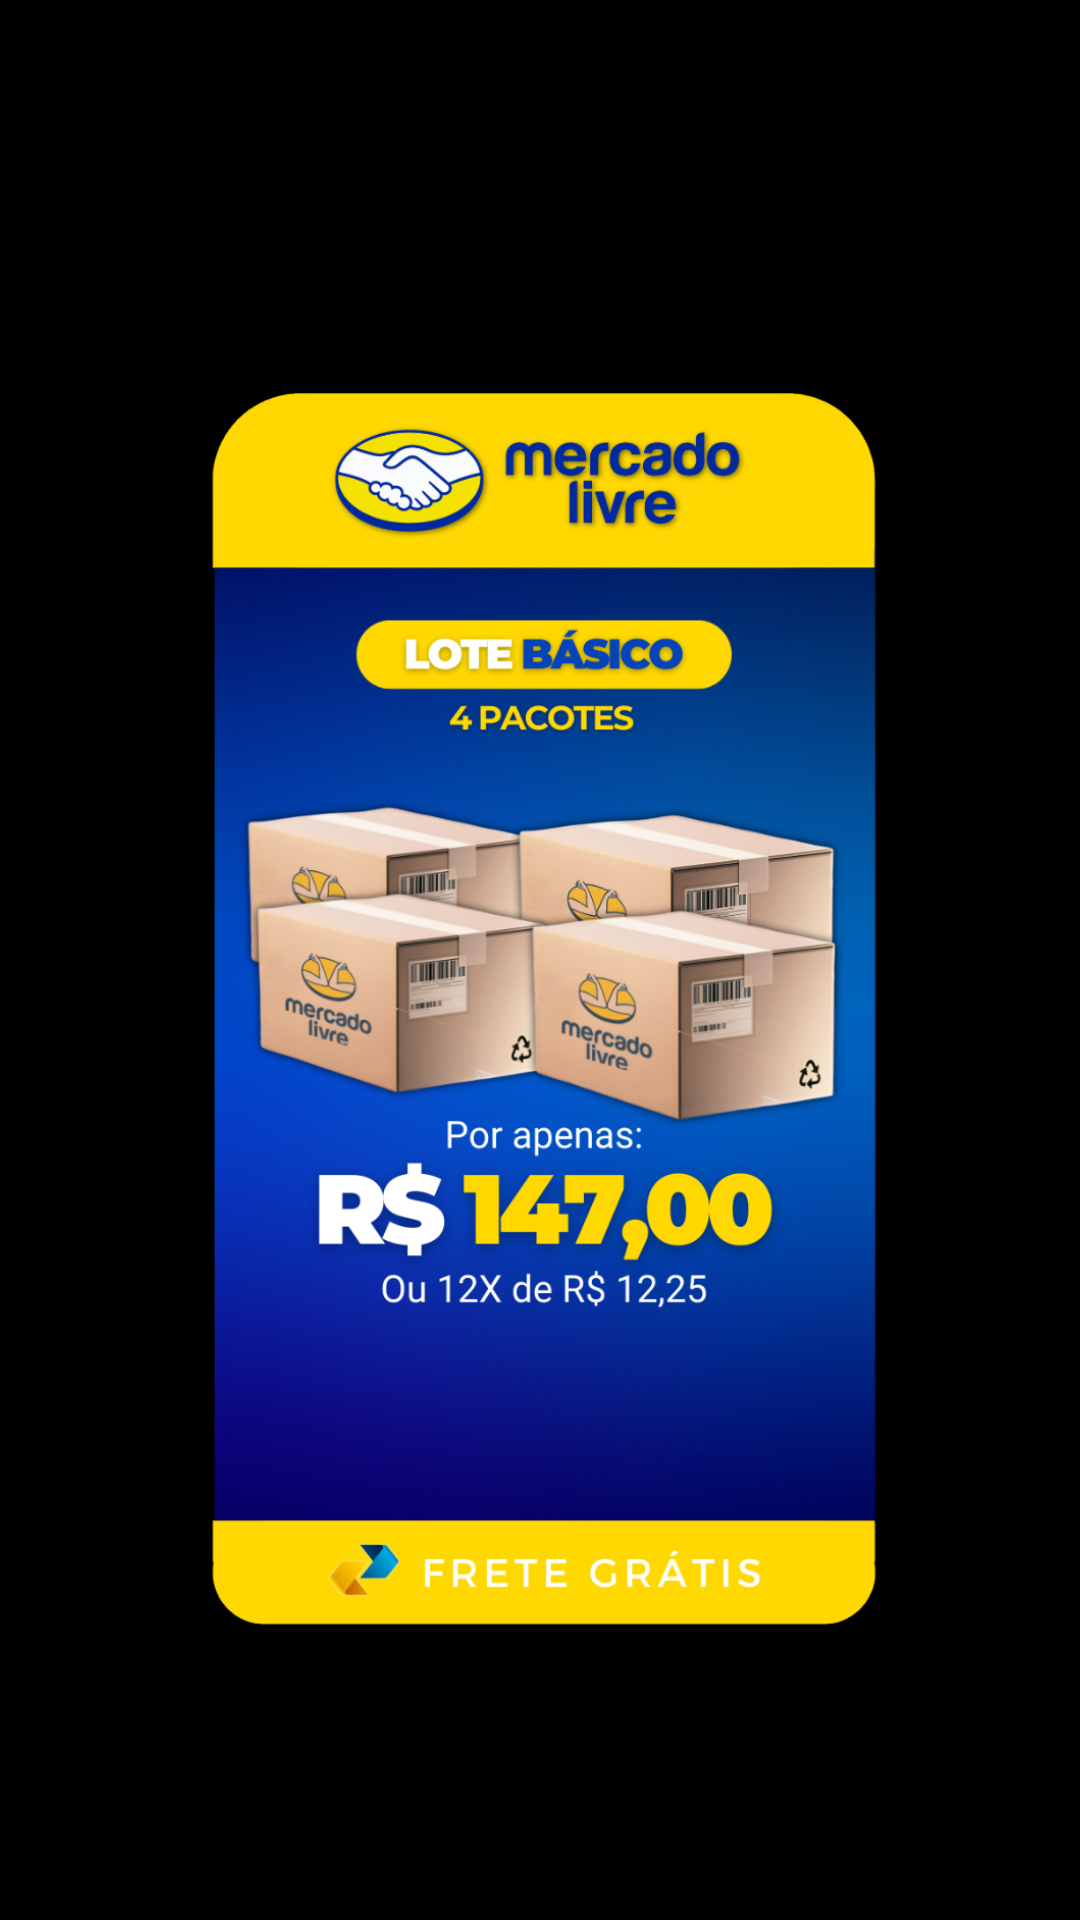 mercado
livre
LOTE BÁSICO
4 PACOTES
mercado
livre
mercado
livre
Por apenas:
R$ 147,00
Ou 12X de R$ 12,25
FRETE GRÁTIS